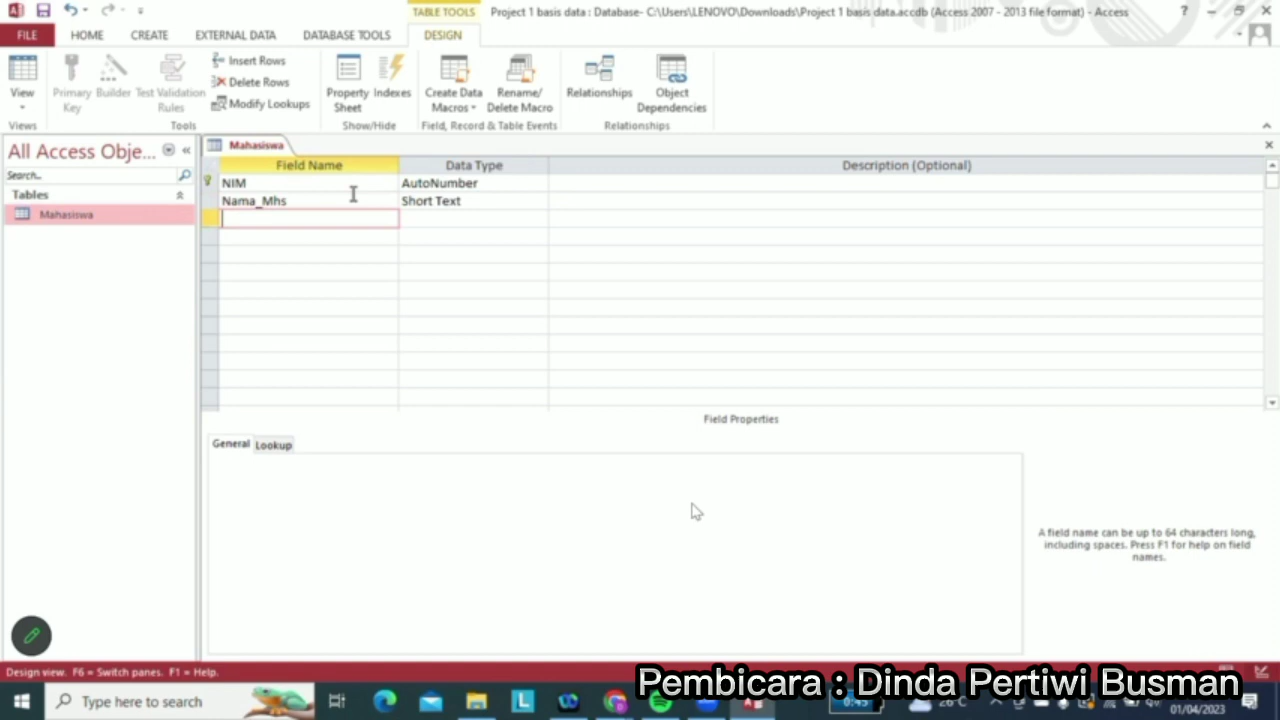 TABLE TOOLS
Project 1 basis data : Database- C:\Users\LENOVO\Downloads\Project 1 basis data.accdb (Access 2007 - 2013 file format) - Access
FILE HOME CREATE EXTERNAL DATA DATABASE TOOLS DESIGN
View
Primary Key
Builder
Test Validation Rules
Insert Rows
Delete Rows
Modify Lookups
Property Sheet
Indexes
Create Data Macros
Rename/ Delete Macro
Relationships
Object Dependencies
Views
Tools
Show/Hide
Field, Record & Table Events
Relationships
All Access Obje...
Search...
Tables
Mahasiswa
Mahasiswa
Field Name Data Type Description (Optional)
NIM AutoNumber
Nama_Mhs Short Text
Field Properties
General Lookup
A field name can be up to 64 characters long,
including spaces. Press F1 for help on field
names.
Design view. F6 = Switch panes. F1 = Help.
Pembicara : Dinda Pertiwi Busman
Type here to search
26°C
01/04/2023